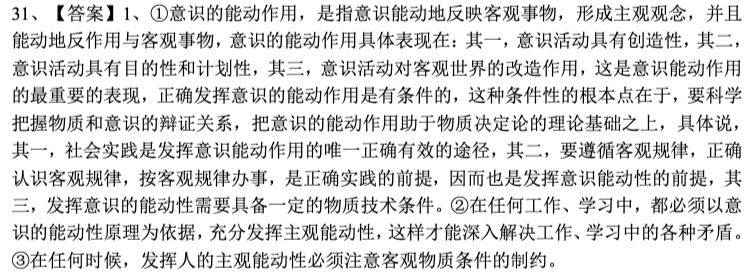 31、【答案】1、①意识的能动作用，是指意识能动地反映客观事物，形成主观观念，并且
能动地反作用与客观事物，意识的能动作用具体表现在：其一，意识活动具有创造性，其二，
意识活动具有目的性和计划性，其三，意识活动对客观世界的改造作用，这是意识能动作用
的最重要的表现，正确发挥意识的能动作用是有条件的，这种条件性的根本点在于，要科学
把握物质和意识的辩证关系，把意识的能动作用助于物质决定论的理论基础之上，具体说，
其一，社会实践是发挥意识能动作用的唯一正确有效的途径，其二，要遵循客观规律，正确
认识客观规律，按客观规律办事，是正确实践的前提，因而也是发挥意识能动性的前提，其
三，发挥意识的能动性需要具备一定的物质技术条件。②在任何工作、学习中，都必须以意
识的能动性原理为依据，充分发挥主观能动性，这样才能深入解决工作、学习中的各种矛盾。
③在任何时候，发挥人的主观能动性必须注意客观物质条件的制约。